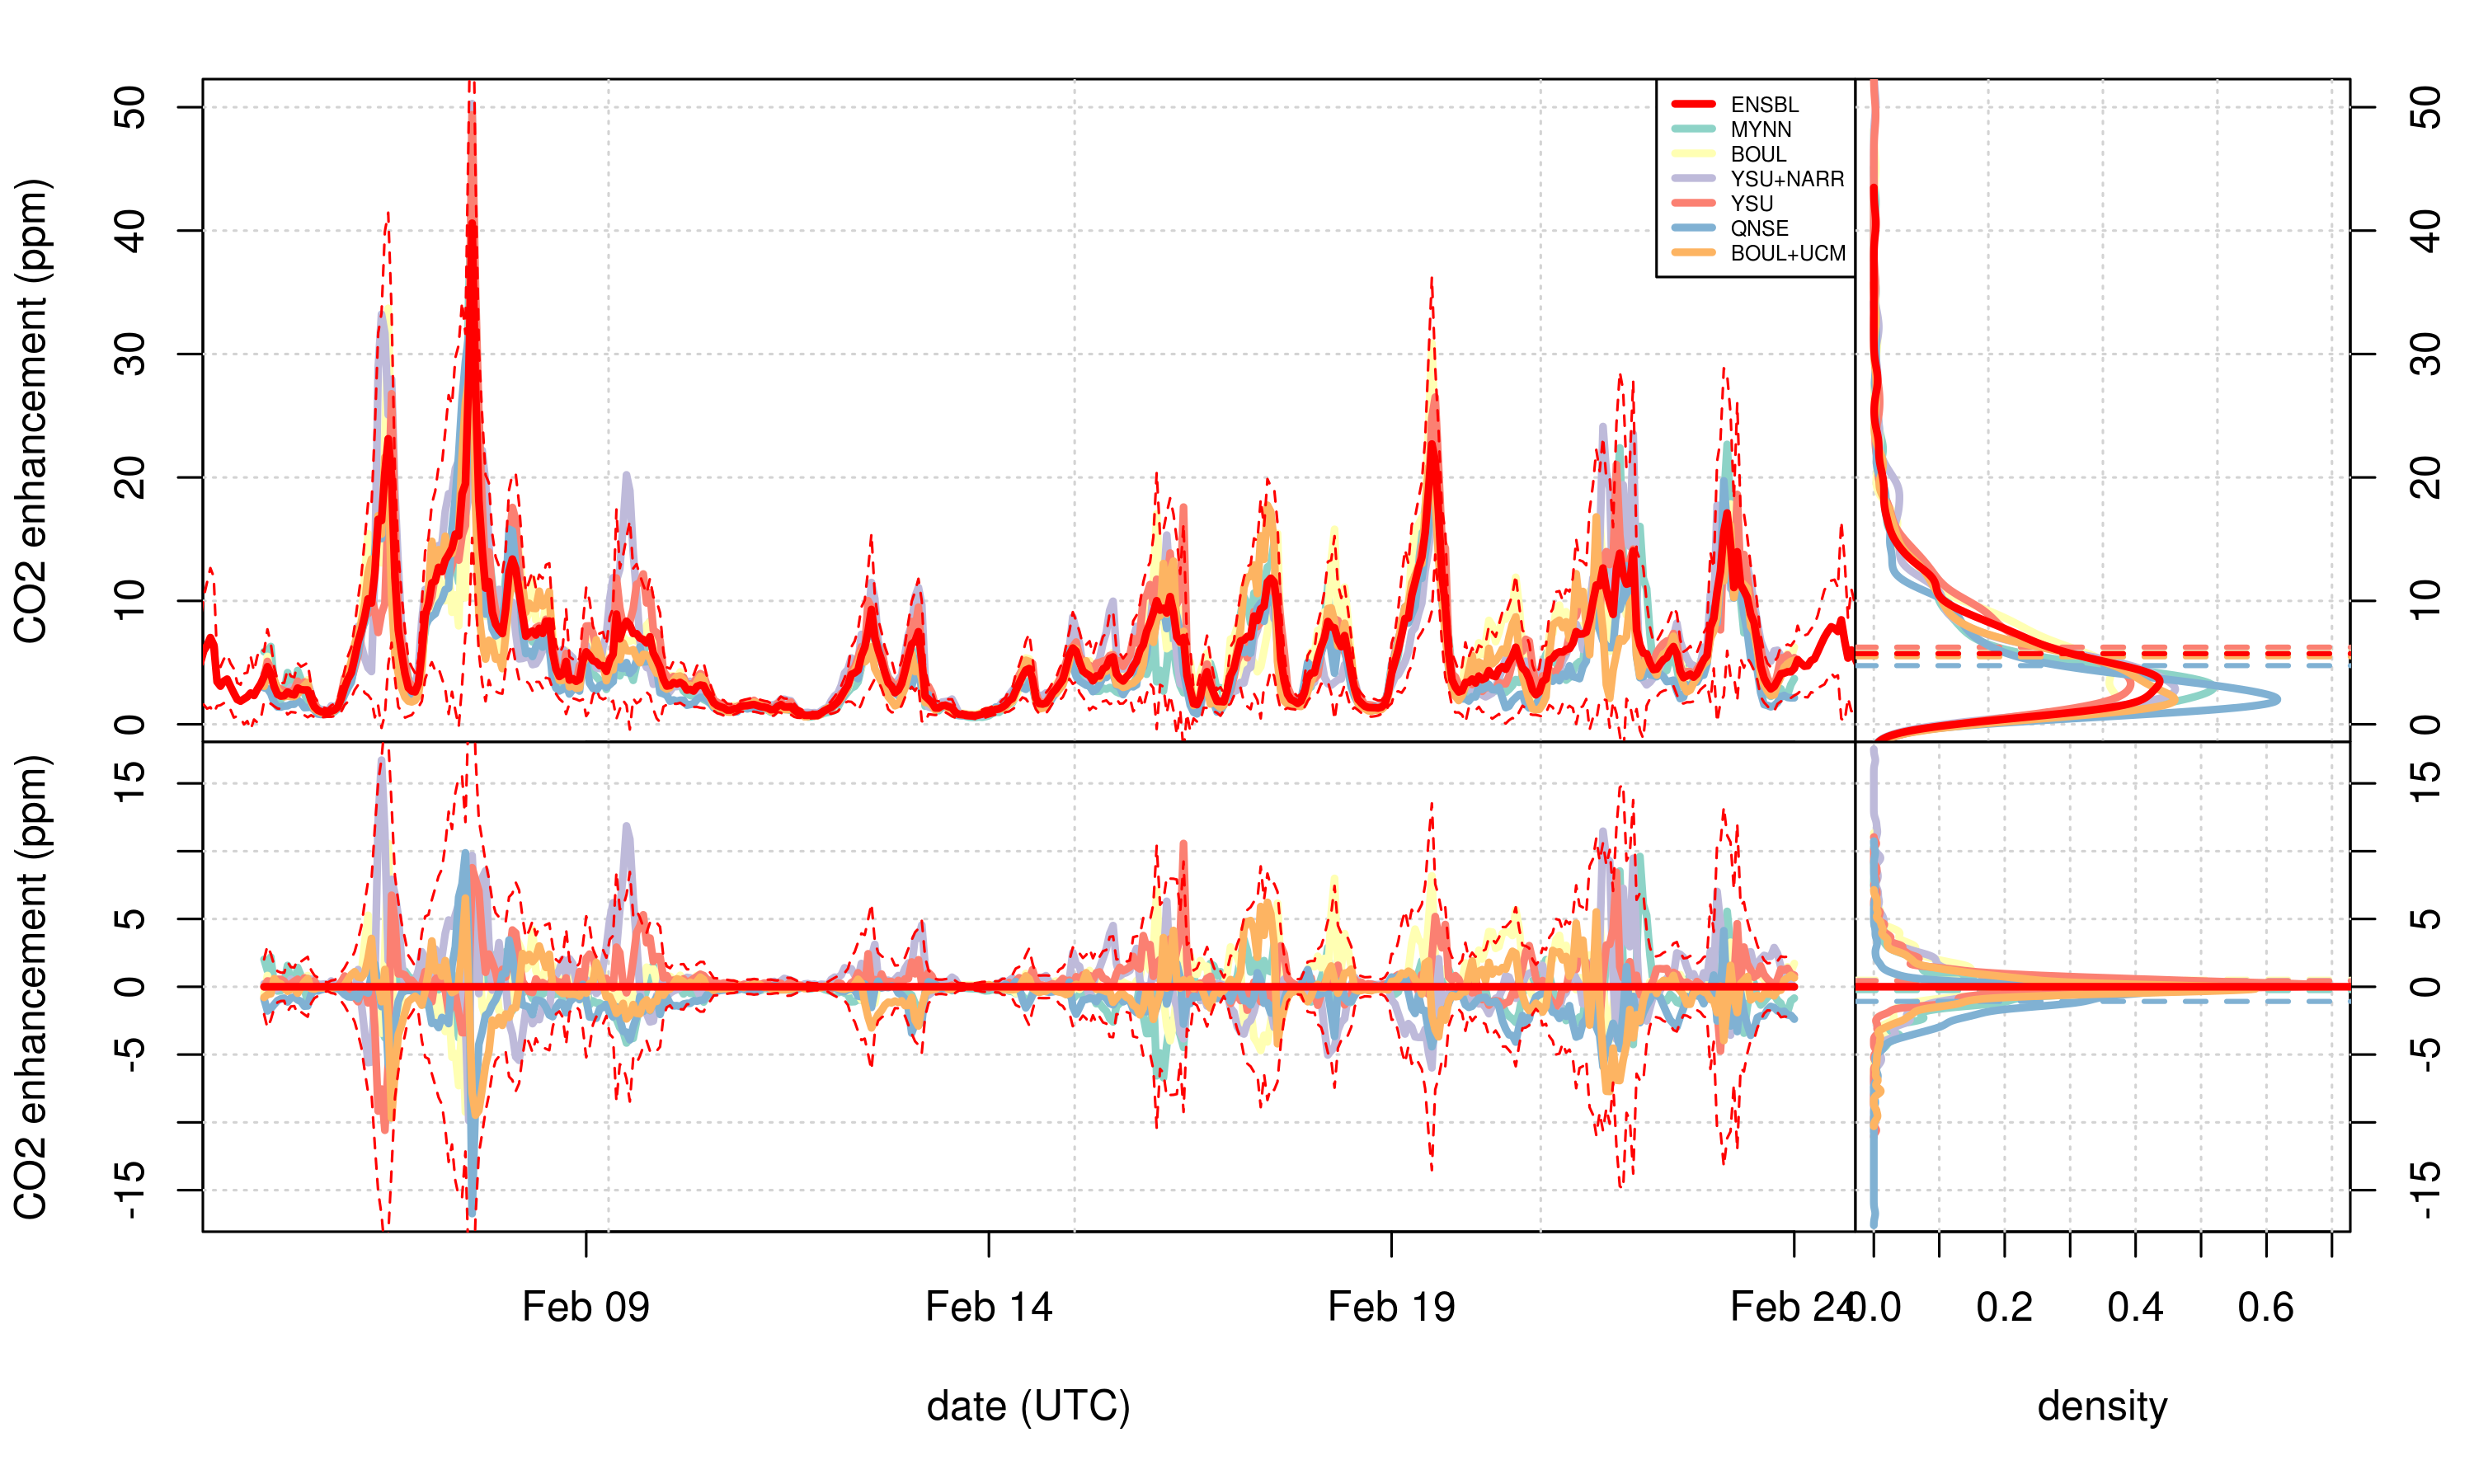 CO2 enhancement (ppm)
50
40
30
20
10
0
ENSBL
MYNN
BOUL
YSU+NARR
YSU
QNSE
BOUL+UCM
50
40
30
20
10
0
CO2 enhancement (ppm)
15
5
0
-5
-15
15
5
0
-5
-15
Feb 09 Feb 14 Feb 19 Feb 24
0.0 0.2 0.4 0.6
date (UTC)
density